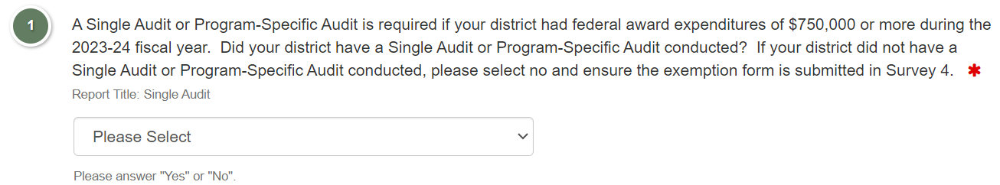 1
A Single Audit or Program-Specific Audit is required if your district had federal award expenditures of $750,000 or more during the
2023-24 fiscal year.  Did your district have a Single Audit or Program-Specific Audit conducted?  If your district did not have a
Single Audit or Program-Specific Audit conducted, please select no and ensure the exemption form is submitted in Survey 4. ✱
Report Title: Single Audit
Please Select
Please answer "Yes" or "No".